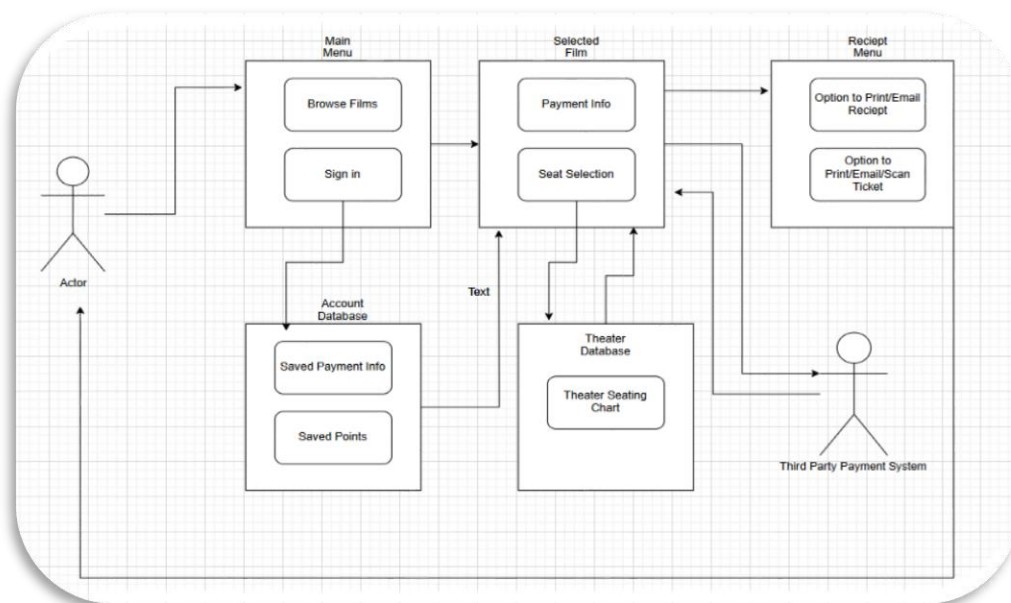 Main
Menu
Browse Films
Sign in
Selected
Film
Payment Info
Seat Selection
Reciept
Menu
Option to Print/Email
Reciept
Option to
Print/Email/Scan
Ticket
Actor
Account
Database
Saved Payment Info
Saved Points
Text
Theater
Database
Theater Seating
Chart
Third Party Payment System